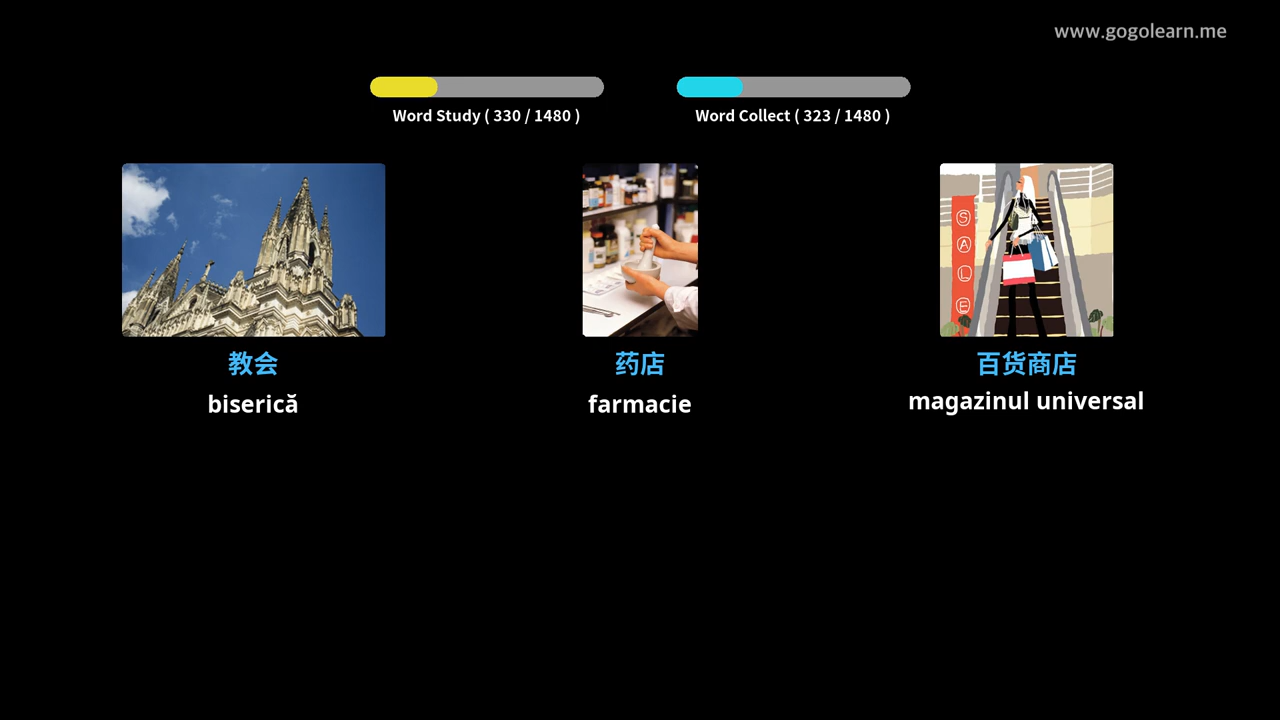 www.gogolearn.me
Word Study ( 330 / 1480 )
Word Collect ( 323 / 1480 )
SALE
教会
药店
百货商店
biserică
farmacie
magazinul universal